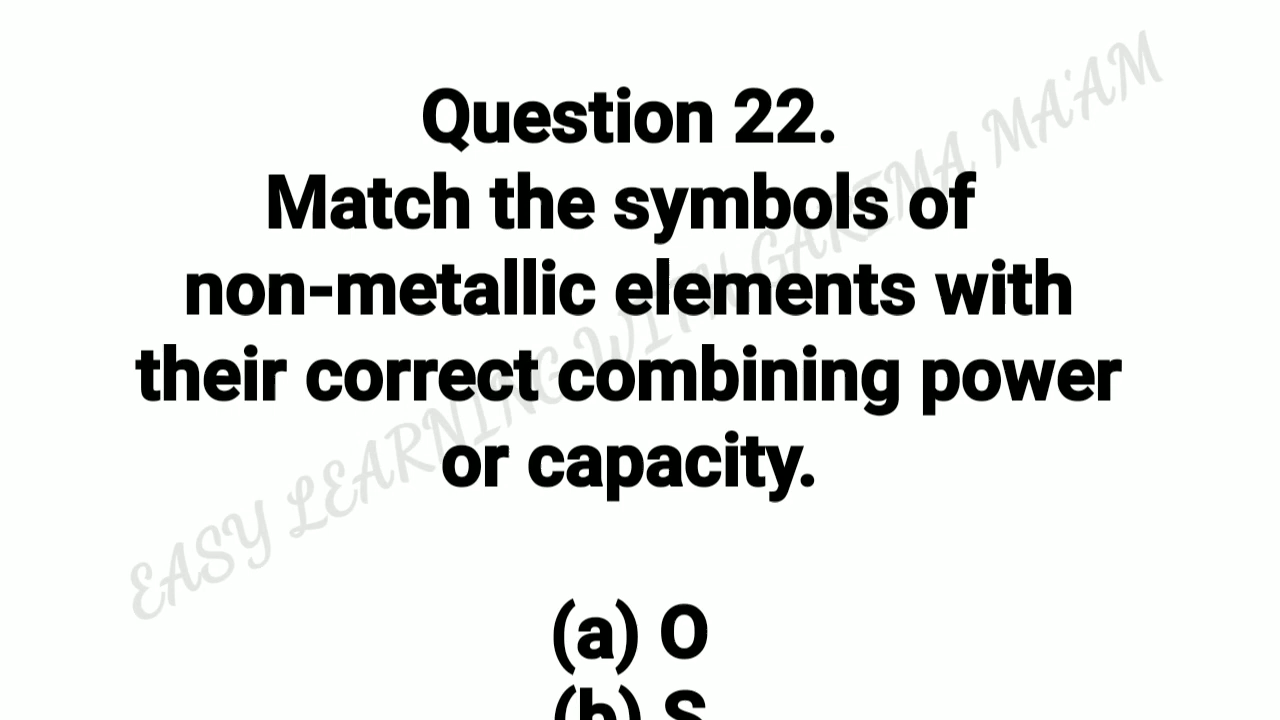 Question 22.
Match the symbols of
non-metallic elements with
their correct combining power
or capacity.
(a) O
(b) S
EASY LEARNING WITH GARIMA MA'AM